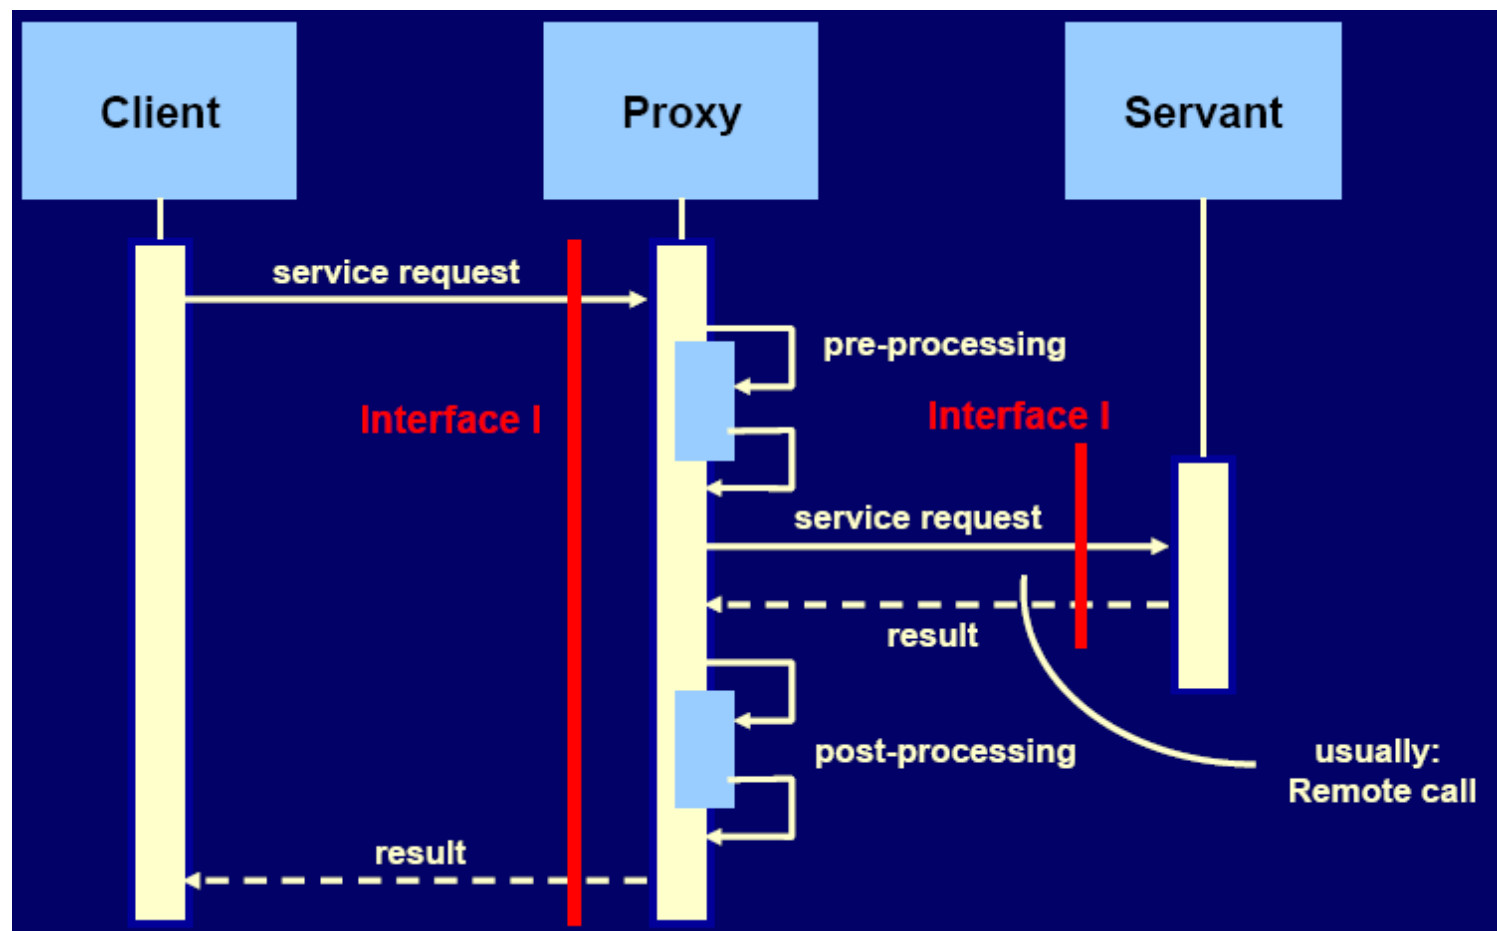 Client
Proxy
Servant
service request
pre-processing
Interface I
Interface I
service request
result
post-processing
usually:
Remote call
result